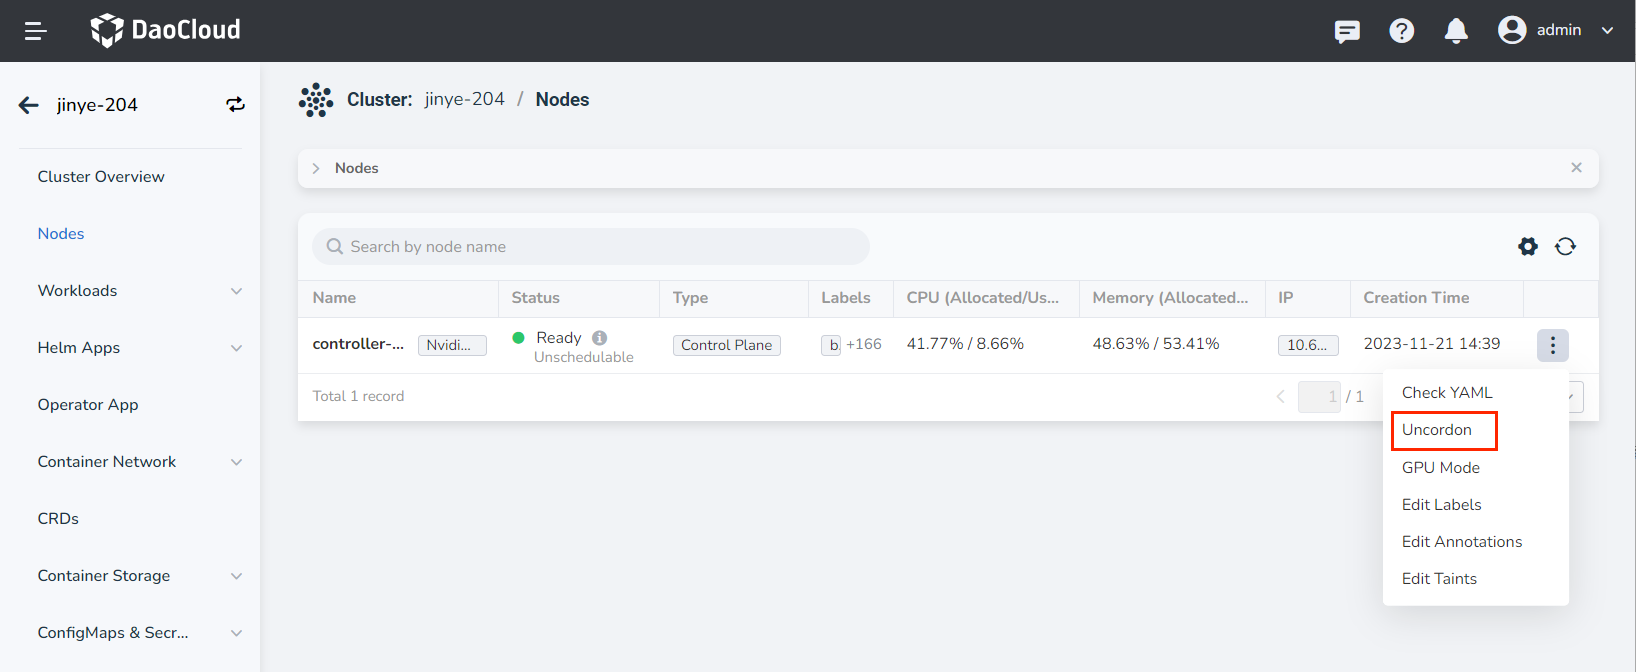 DaoCloud
admin
jinye-204
Cluster: jinye-204 / Nodes
Cluster Overview
Nodes
Workloads
Helm Apps
Operator App
Container Network
CRDs
Container Storage
ConfigMaps & Secr...
Nodes
Search by node name
Name Status Type Labels CPU (Allocated/Us... Memory (Allocated... IP Creation Time
controller-... Nvidi... Ready Control Plane b +166 41.77% / 8.66% 48.63% / 53.41% 10.6... 2023-11-21 14:39
Unschedulable
Total 1 record
1 / 1
Check YAML
Uncordon
GPU Mode
Edit Labels
Edit Annotations
Edit Taints